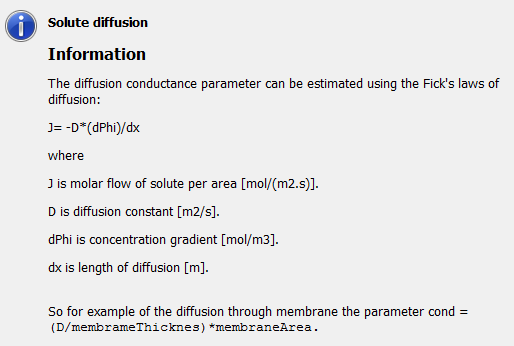 Solute diffusion
Information
The diffusion conductance parameter can be estimated using the Fick's laws of
diffusion:
J= -D*(dPhi)/dx
where
J is molar flow of solute per area [mol/(m2.s)].
D is diffusion constant [m2/s].
dPhi is concentration gradient [mol/m3].
dx is length of diffusion [m].
So for example of the diffusion through membrane the parameter cond =
(D/membrameThicknes)*membraneArea.